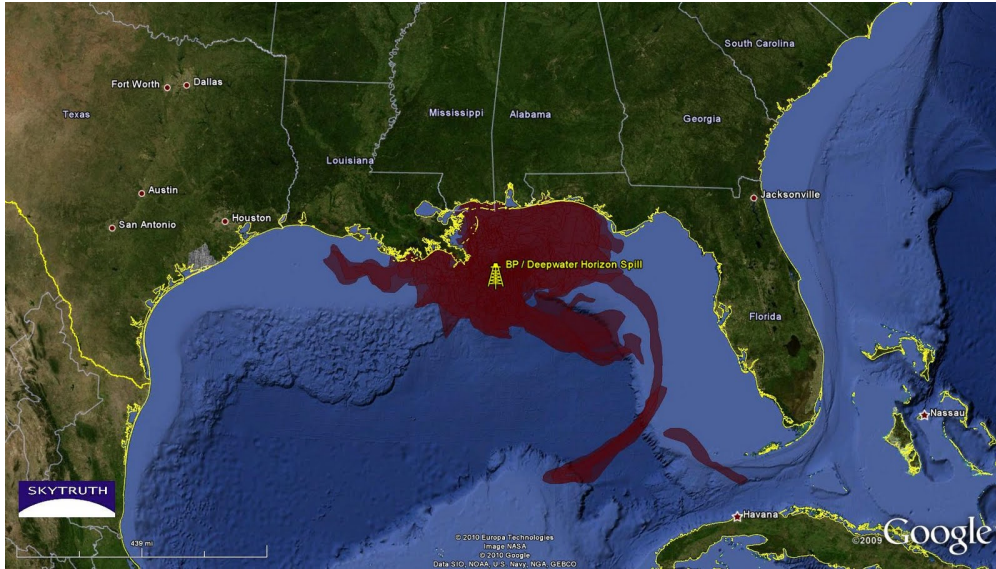 South Carolina
Fort Worth
Dallas
Texas
Mississippi
Alabama
Georgia
Louisiana
Austin
Jacksonville
San Antonio
Houston
BP / Deepwater Horizon Spill
Florida
Nassau
SKYTRUTH
Havana
439 mi
© 2010 Europa Technologies
Image NASA
© 2010 Google
Data SIO, NOAA, U.S. Navy, NGA, GEBCO
©2009 Google